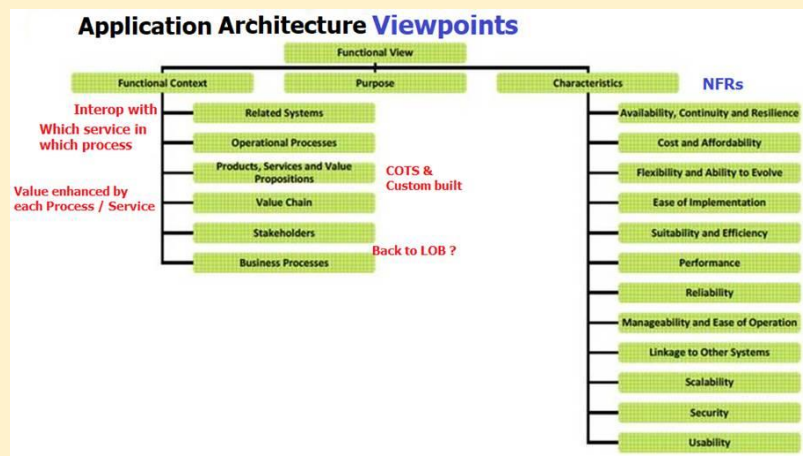 Application Architecture Viewpoints
Functional View
Functional Context
Purpose
Characteristics
NFRs
Interop with
Related Systems
Which service in
which process
Operational Processes
Products, Services and Value
Propositions
COTS &
Custom built
Value enhanced by
each Process / Service
Value Chain
Stakeholders
Back to LOB ?
Business Processes
Availability, Continuity and Resilience
Cost and Affordability
Flexibility and Ability to Evolve
Ease of Implementation
Suitability and Efficiency
Performance
Reliability
Manageability and Ease of Operation
Linkage to Other Systems
Scalability
Security
Usability